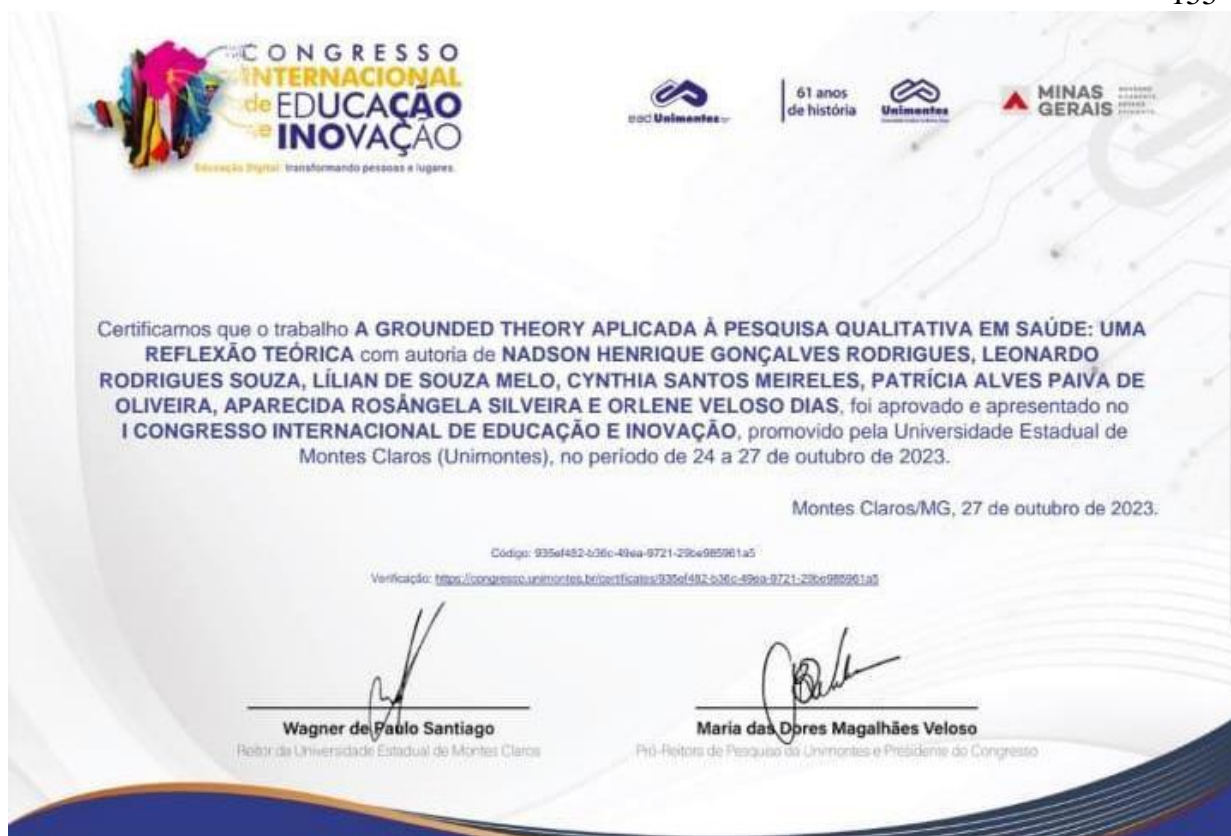 CONGRESSO
INTERNACIONAL
de EDUCAÇÃO
e INOVAÇÃO
Educação Digital: transformando pessoas e lugares.
ead Unimontes
61 anos
de história
Unimontes
MINAS
GERAIS
Certificamos que o trabalho A GROUNDED THEORY APLICADA À PESQUISA QUALITATIVA EM SAÚDE: UMA
REFLEXÃO TEÓRICA com autoria de NADSON HENRIQUE GONÇALVES RODRIGUES, LEONARDO
RODRIGUES SOUZA, LÍLIAN DE SOUZA MELO, CYNTHIA SANTOS MEIRELES, PATRÍCIA ALVES PAIVA DE
OLIVEIRA, APARECIDA ROSÂNGELA SILVEIRA E ORLENE VELOSO DIAS, foi aprovado e apresentado no
I CONGRESSO INTERNACIONAL DE EDUCAÇÃO E INOVAÇÃO, promovido pela Universidade Estadual de
Montes Claros (Unimontes), no período de 24 a 27 de outubro de 2023.
Montes Claros/MG, 27 de outubro de 2023.
Código: 935ef482-b36c-49ea-9721-29be985961a5
Verificação: https://congresso.unimontes.br/certificates/935ef482-b36c-49ea-9721-29be985961a5
Wagner de Paulo Santiago
Maria das Dores Magalhães Veloso
Reitor da Universidade Estadual de Montes Claros
Pró-Reitora de Pesquisa da Unimontes e Presidente do Congresso